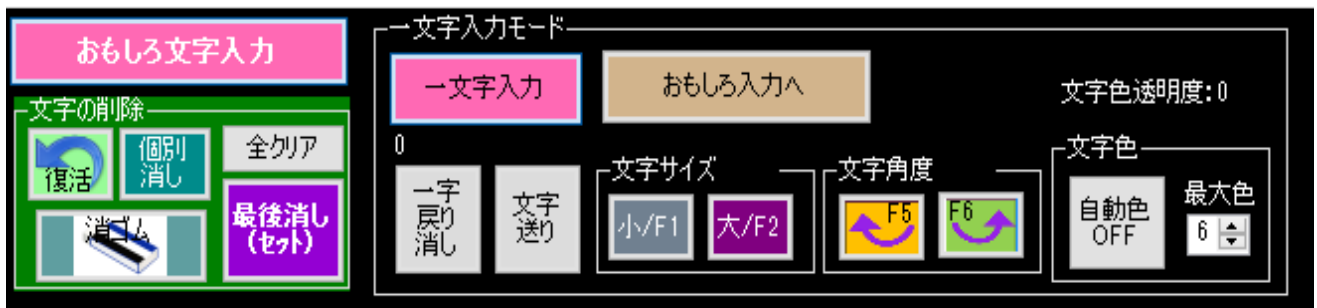 おもしろ文字入力
文字の削除
復活
個別
消し
全クリア
消ゴム
最後消し
(セット)
一文字入力モード
一文字入力
おもしろ入力へ
文字色透明度:0
0
一字
戻り
消し
文字
送り
文字サイズ
小/F1
大/F2
文字角度
F5
F6
文字色
自動色
OFF
最大色
6